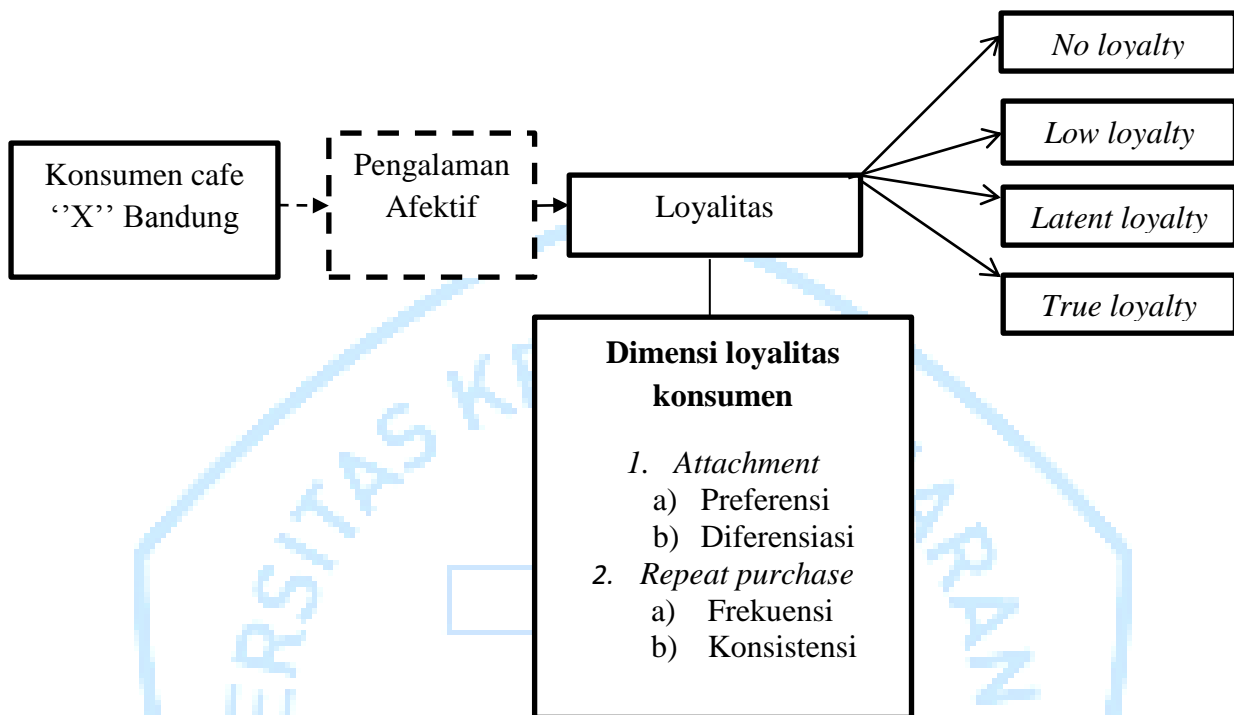 Konsumen cafe
‘’X’’ Bandung
Pengalaman
Afektif
Loyalitas
No loyalty
Low loyalty
Latent loyalty
True loyalty
Dimensi loyalitas
konsumen
1. Attachment
a) Preferensi
b) Diferensiasi
2. Repeat purchase
a) Frekuensi
b) Konsistensi